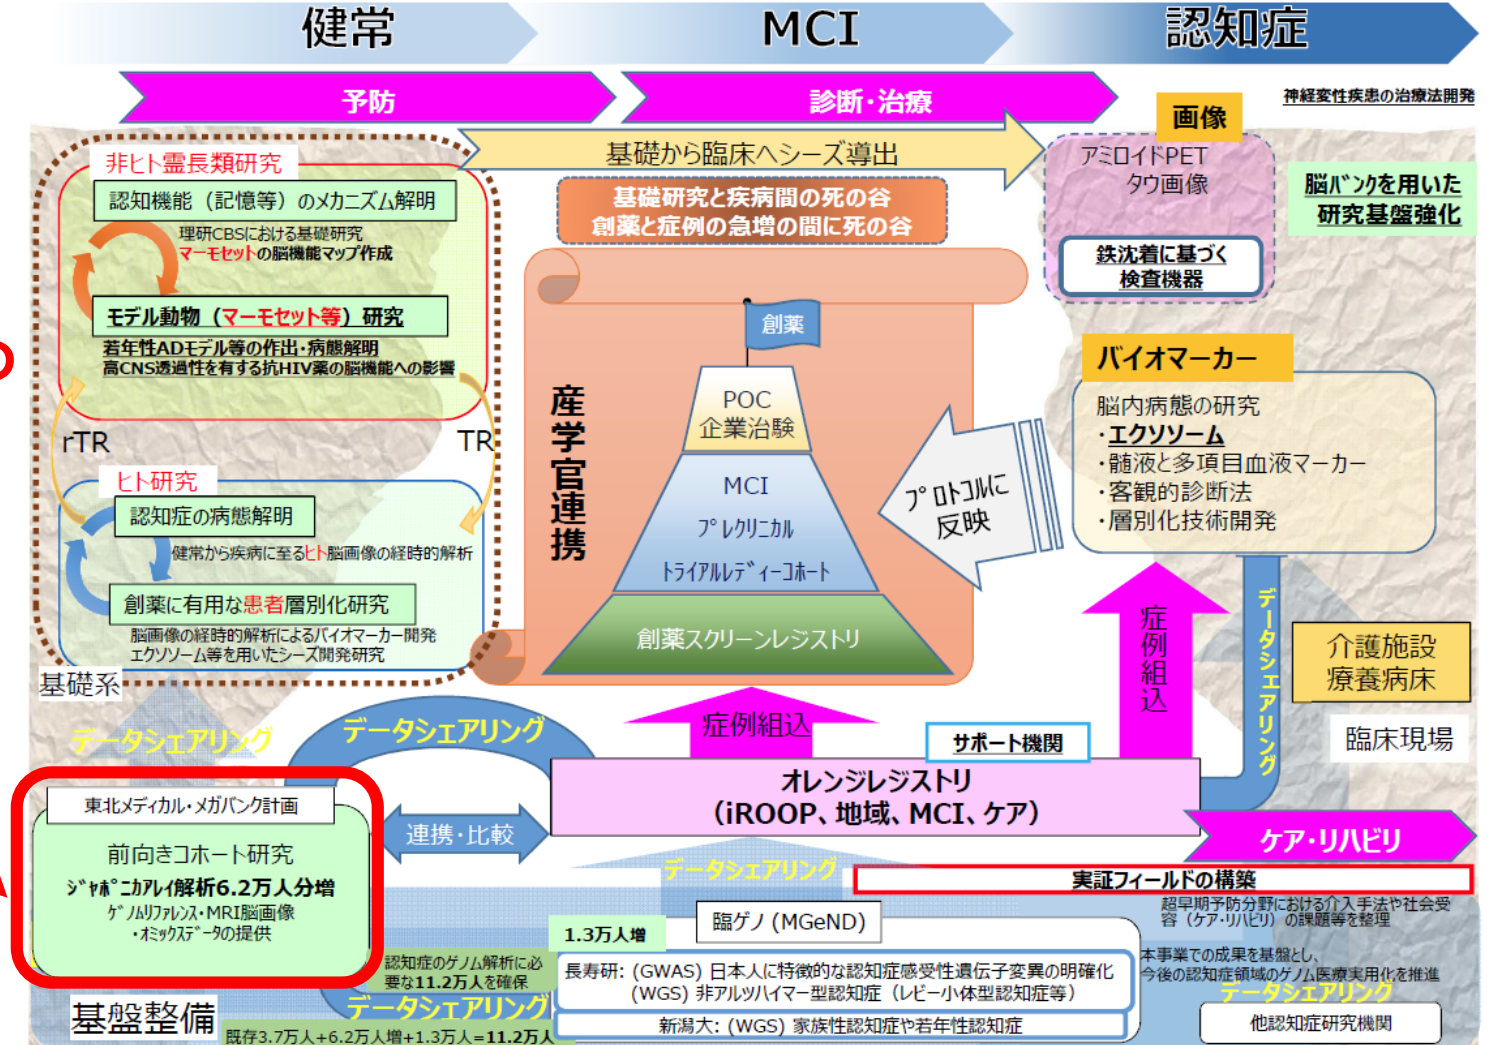 健常
MCI
認知症
予防
診断・治療
神経変性疾患の治療法開発
基礎から臨床へシーズ導出
基礎研究と疾病間の死の谷
創薬と症例の急増の間に死の谷
非ヒト霊長類研究
認知機能（記憶等）のメカニズム解明
理研CBSにおける基礎研究
マーモセットの脳機能マップ作成
モデル動物（マーモセット等）研究
若年性ADモデル等の作出・病態解明
高CNS透過性を有する抗HIV薬の脳機能への影響
rTR
TR
ヒト研究
認知症の病態解明
健常から疾病に至るヒト脳画像の経時的解析
創薬に有用な患者層別化研究
脳画像の経時的解析によるバイオマーカー開発
エクソソーム等を用いたシーズ開発研究
基礎系
産学官連携
創薬
POC
企業治験
MCI
プレクリニカル
トライアルレディーコホート
創薬スクリーンレジストリ
画像
アミロイドPET
タウ画像
鉄沈着に基づく
検査機器
脳バンクを用いた
研究基盤強化
バイオマーカー
脳内病態の研究
・エクソソーム
・髄液と多項目血液マーカー
・客観的診断法
・層別化技術開発
プロトコルに
反映
症例組込
データシェアリング
介護施設
療養病床
臨床現場
データシェアリング
データシェアリング
症例組込
サポート機関
オレンジレジストリ
（iROOP、地域、MCI、ケア）
連携・比較
ケア・リハビリ
東北メディカル・メガバンク計画
前向きコホート研究
ジャポニカアレイ解析6.2万人分増
ゲノムリファレンス・MRI脳画像
・オミックスデータの提供
データシェアリング
実証フィールドの構築
超早期予防分野における介入手法や社会受
容（ケア・リハビリ）の課題等を整理
本事業での成果を基盤とし、
今後の認知症領域のゲノム医療実用化を推進
データシェアリング
他認知症研究機関
臨ゲノ (MGeND)
1.3万人増
長寿研: (GWAS) 日本人に特徴的な認知症感受性遺伝子変異の明確化
(WGS) 非アルツハイマー型認知症（レビー小体型認知症等）
新潟大: (WGS) 家族性認知症や若年性認知症
認知症のゲノム解析に必
要な11.2万人を確保
データシェアリング
基盤整備
既存3.7万人+6.2万人増+1.3万人=11.2万人